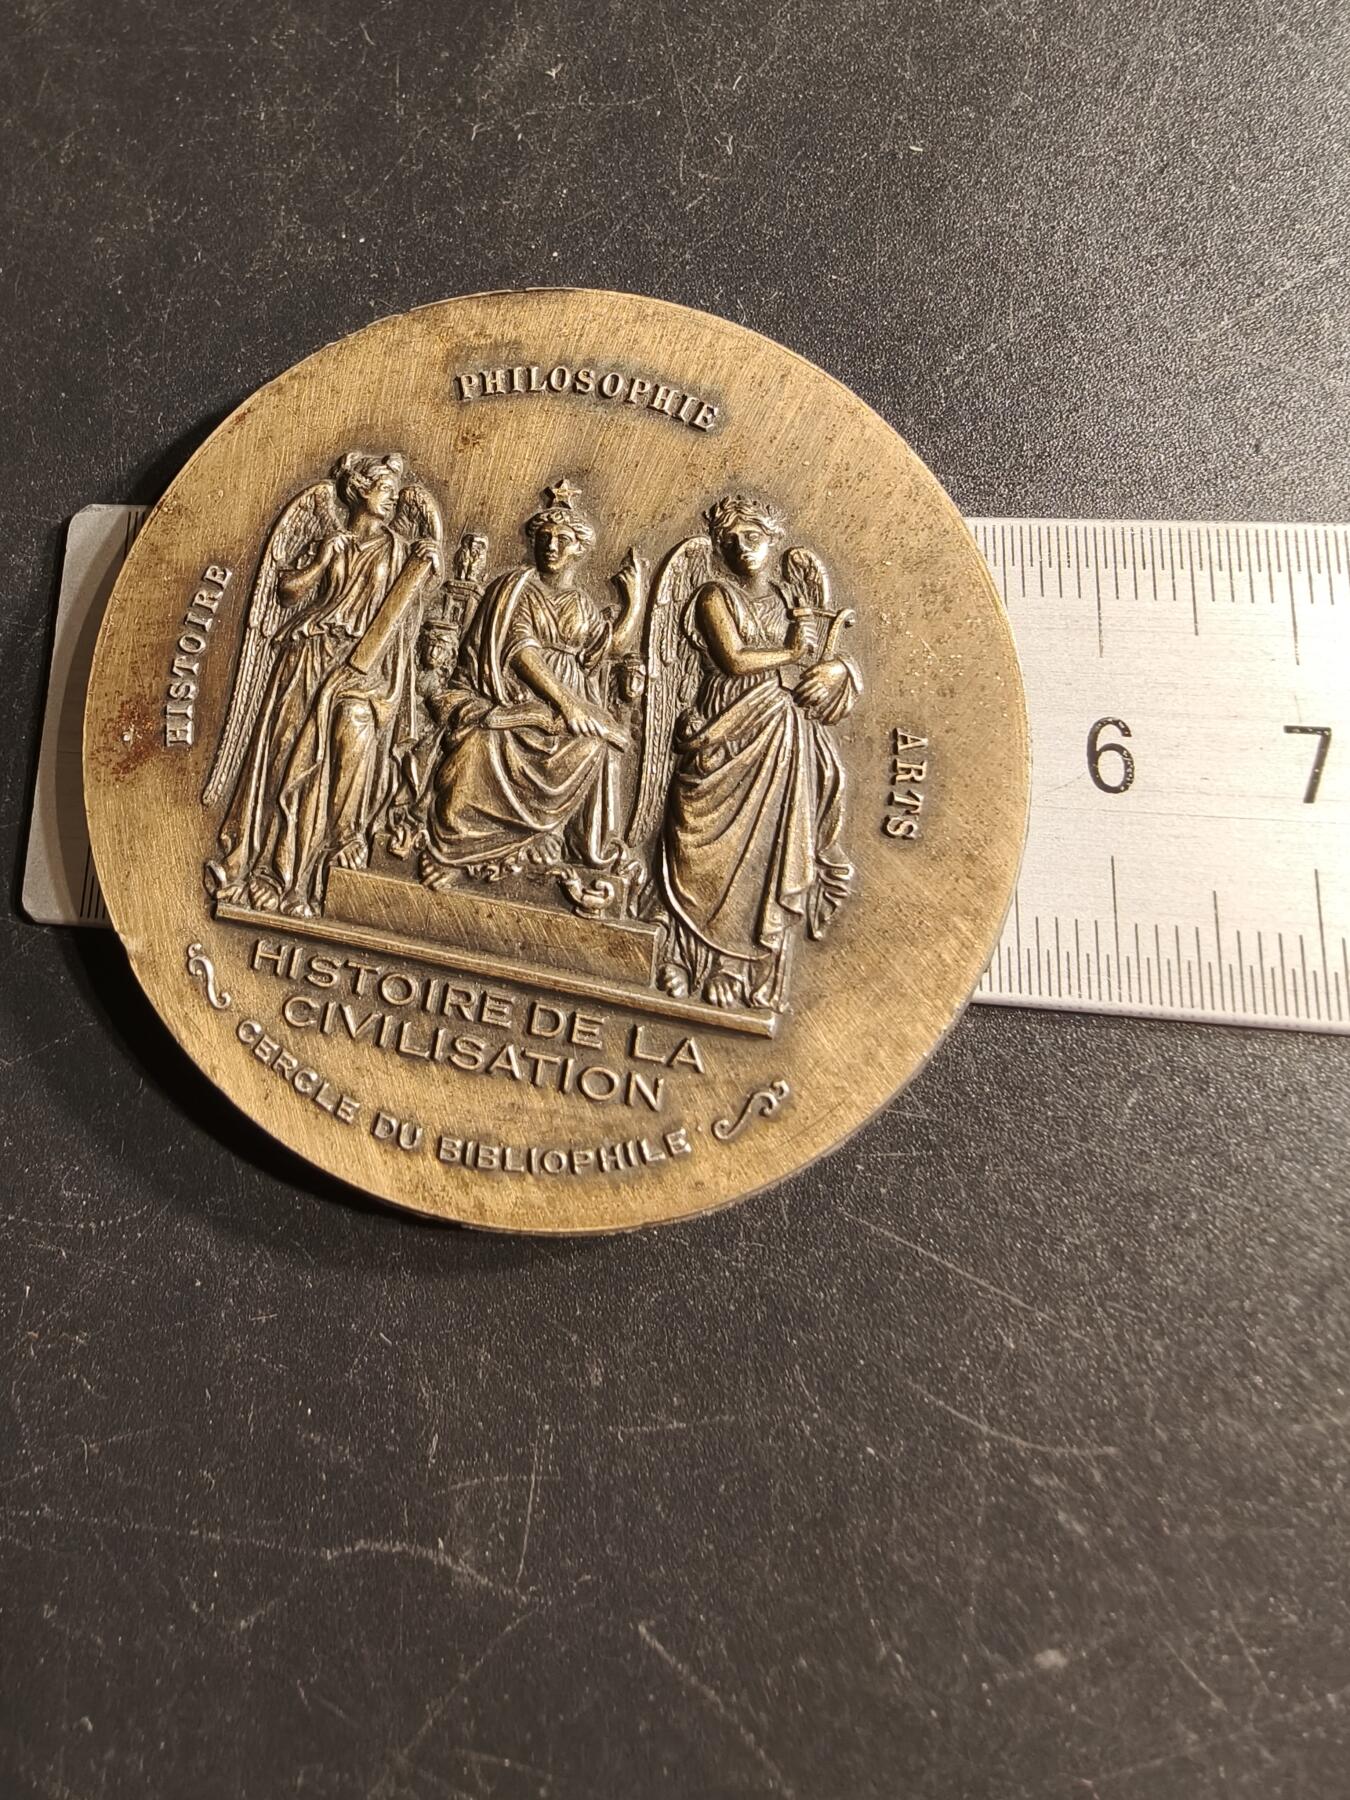 PHILOSOPHIE
HISTOIRE
ARTS
HISTOIRE DE LA
CIVILISATION
CERCLE DU BIBLIOPHILE
6 7